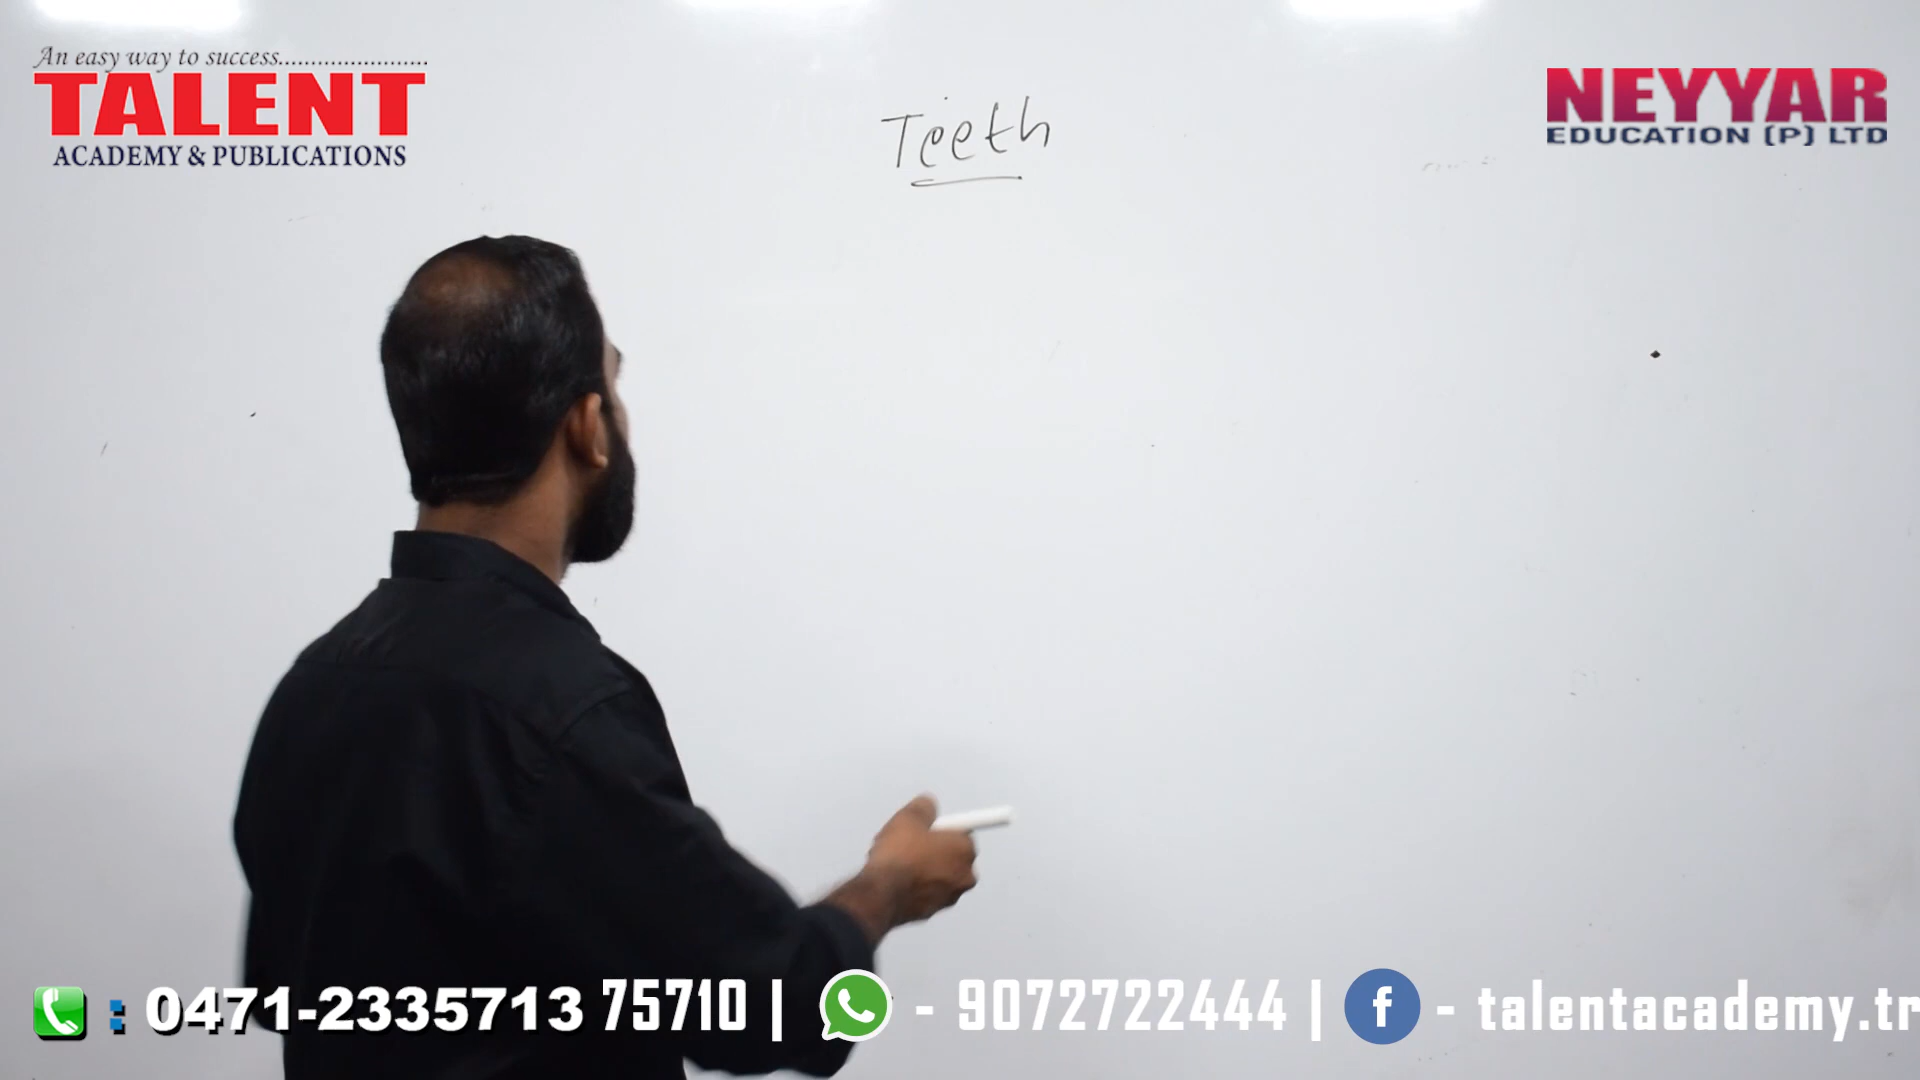 An easy way to success.......................
TALENT
ACADEMY & PUBLICATIONS
NEYYAR
EDUCATION (P) LTD
Teeth
: 0471-2335713 75710 | - 9072722444 | f - talentacademy.tr